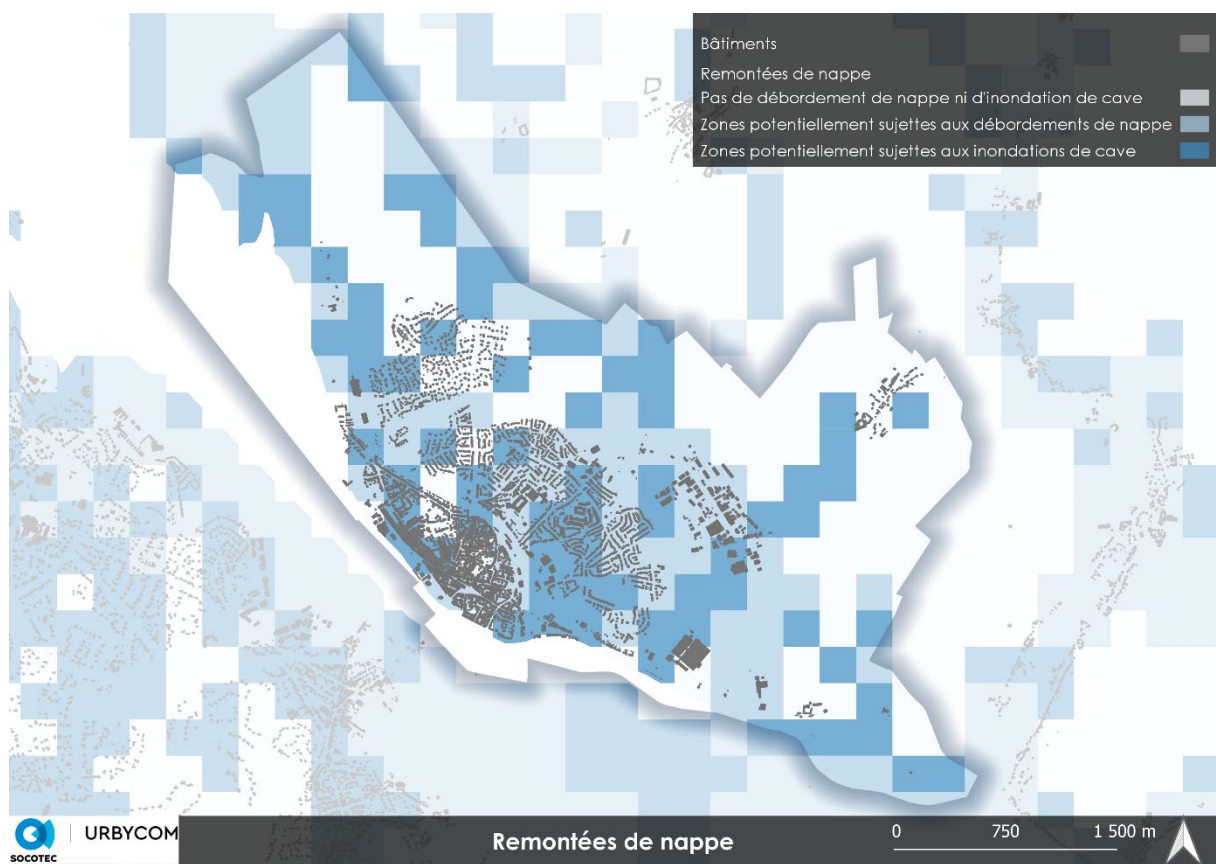 Bâtiments
Remontées de nappe
Pas de débordement de nappe ni d'inondation de cave
Zones potentiellement sujettes aux débordements de nappe
Zones potentiellement sujettes aux inondations de cave
SOCOTEC
URBYCOM
Remontées de nappe
0 750 1 500 m